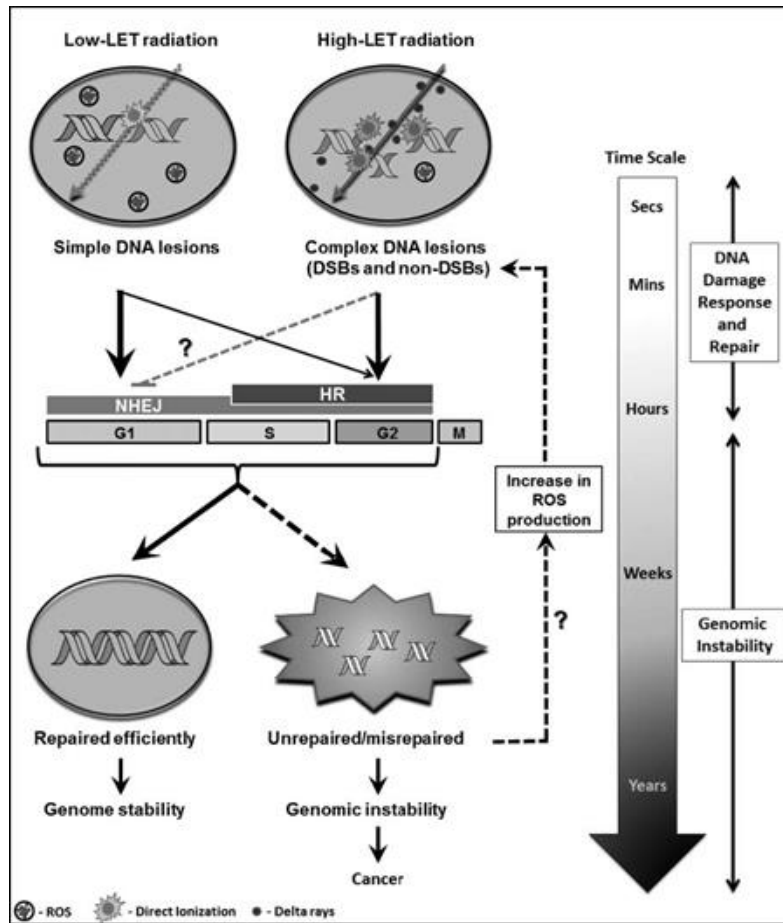 Low-LET radiation
High-LET radiation
Simple DNA lesions
Complex DNA lesions
(DSBs and non-DSBs)
?
HR
NHEJ
G1
S
G2
M
Increase in
ROS
production
?
Repaired efficiently
Unrepaired/misrepaired
Genome stability
Genomic instability
Cancer
Time Scale
Secs
Mins
Hours
Weeks
Years
DNA
Damage
Response
and
Repair
Genomic
Instability
- ROS
- Direct Ionization
- Delta rays